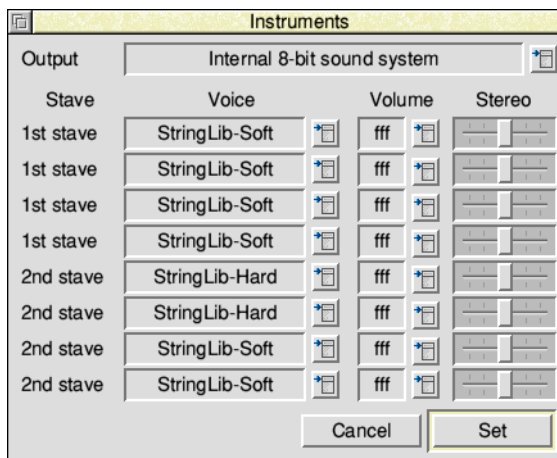 Instruments
Output Internal 8-bit sound system
Stave Voice Volume Stereo
1st stave StringLib-Soft fff
1st stave StringLib-Soft fff
1st stave StringLib-Soft fff
1st stave StringLib-Soft fff
2nd stave StringLib-Hard fff
2nd stave StringLib-Hard fff
2nd stave StringLib-Soft fff
2nd stave StringLib-Soft fff
Cancel Set